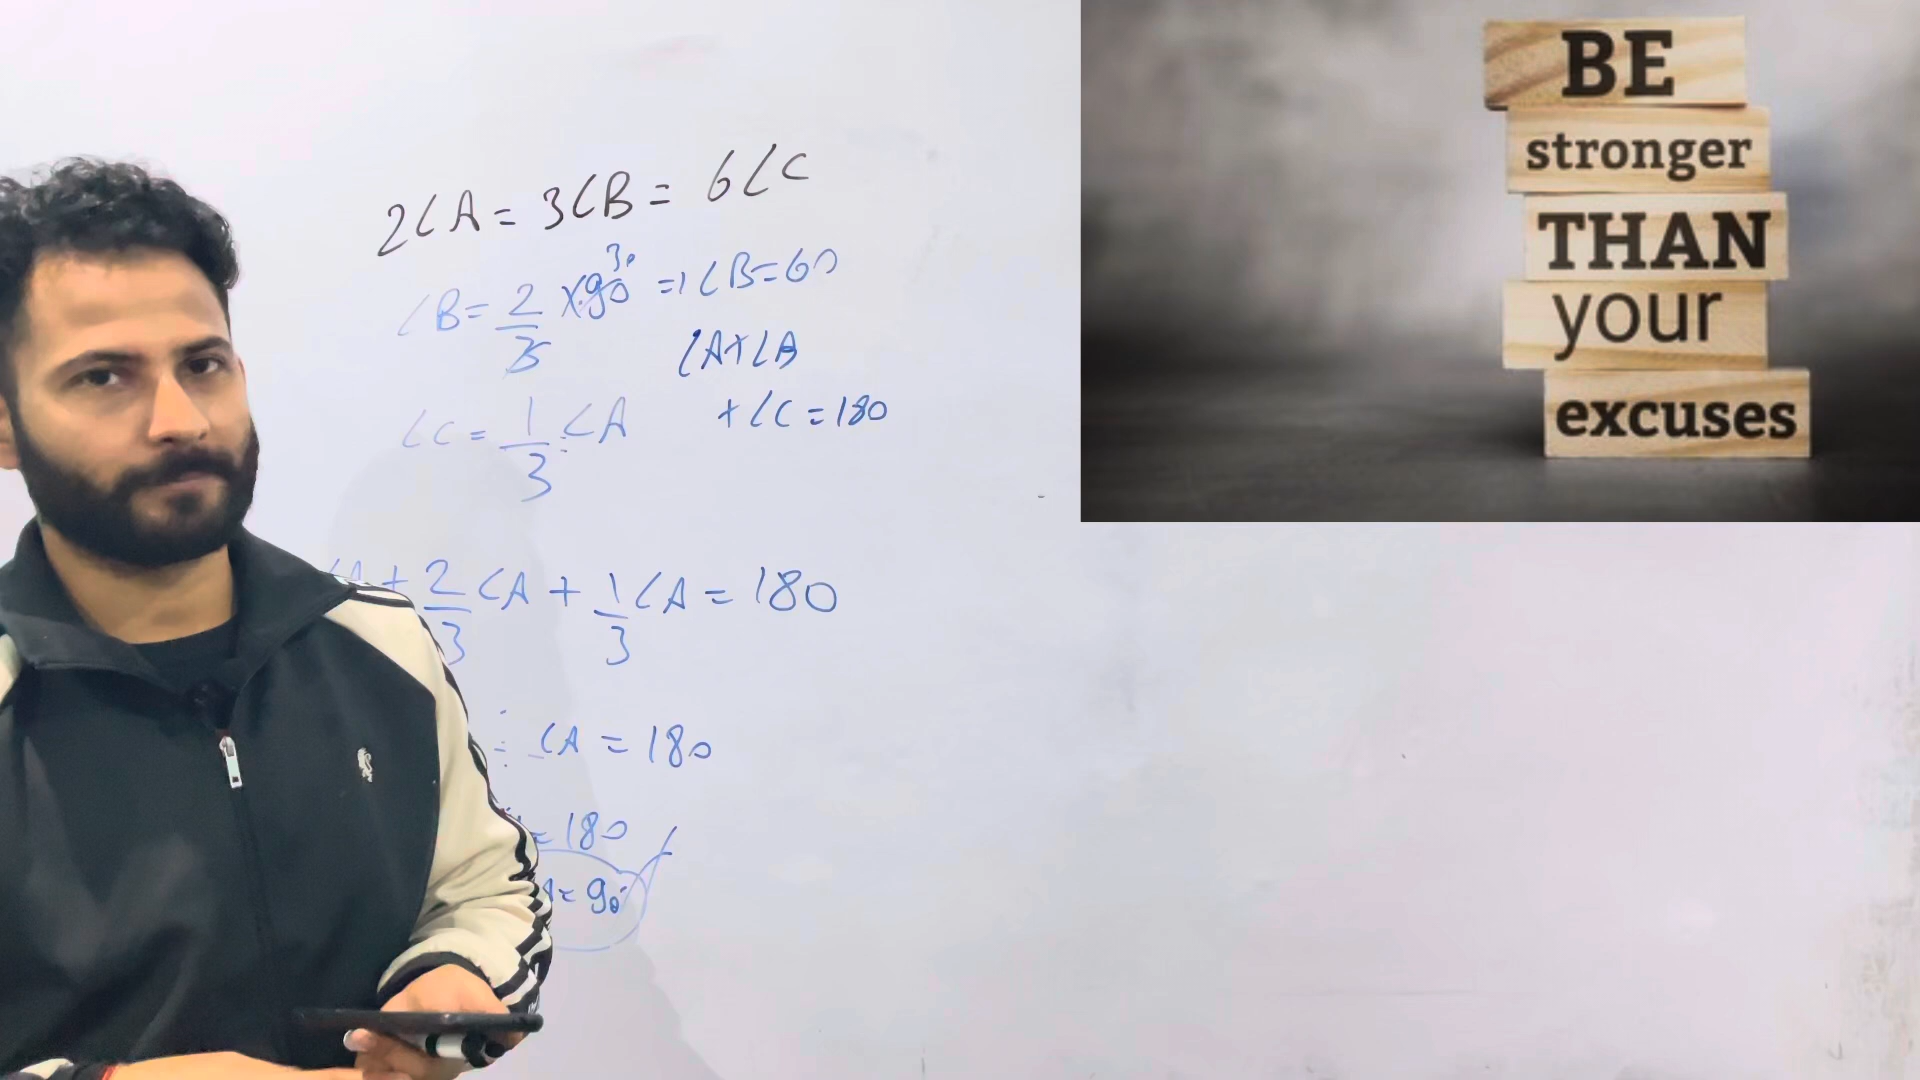 2∠A = 3∠B = 6∠C
∠B = 2/3 × 90 30 => ∠B = 60
∠A + ∠B
+ ∠C = 180
∠C = 1/3 ∠A
∠A + 2/3 ∠A + 1/3 ∠A = 180
∠A = 180
= 180
A = 90°
BE
stronger
THAN
your
excuses